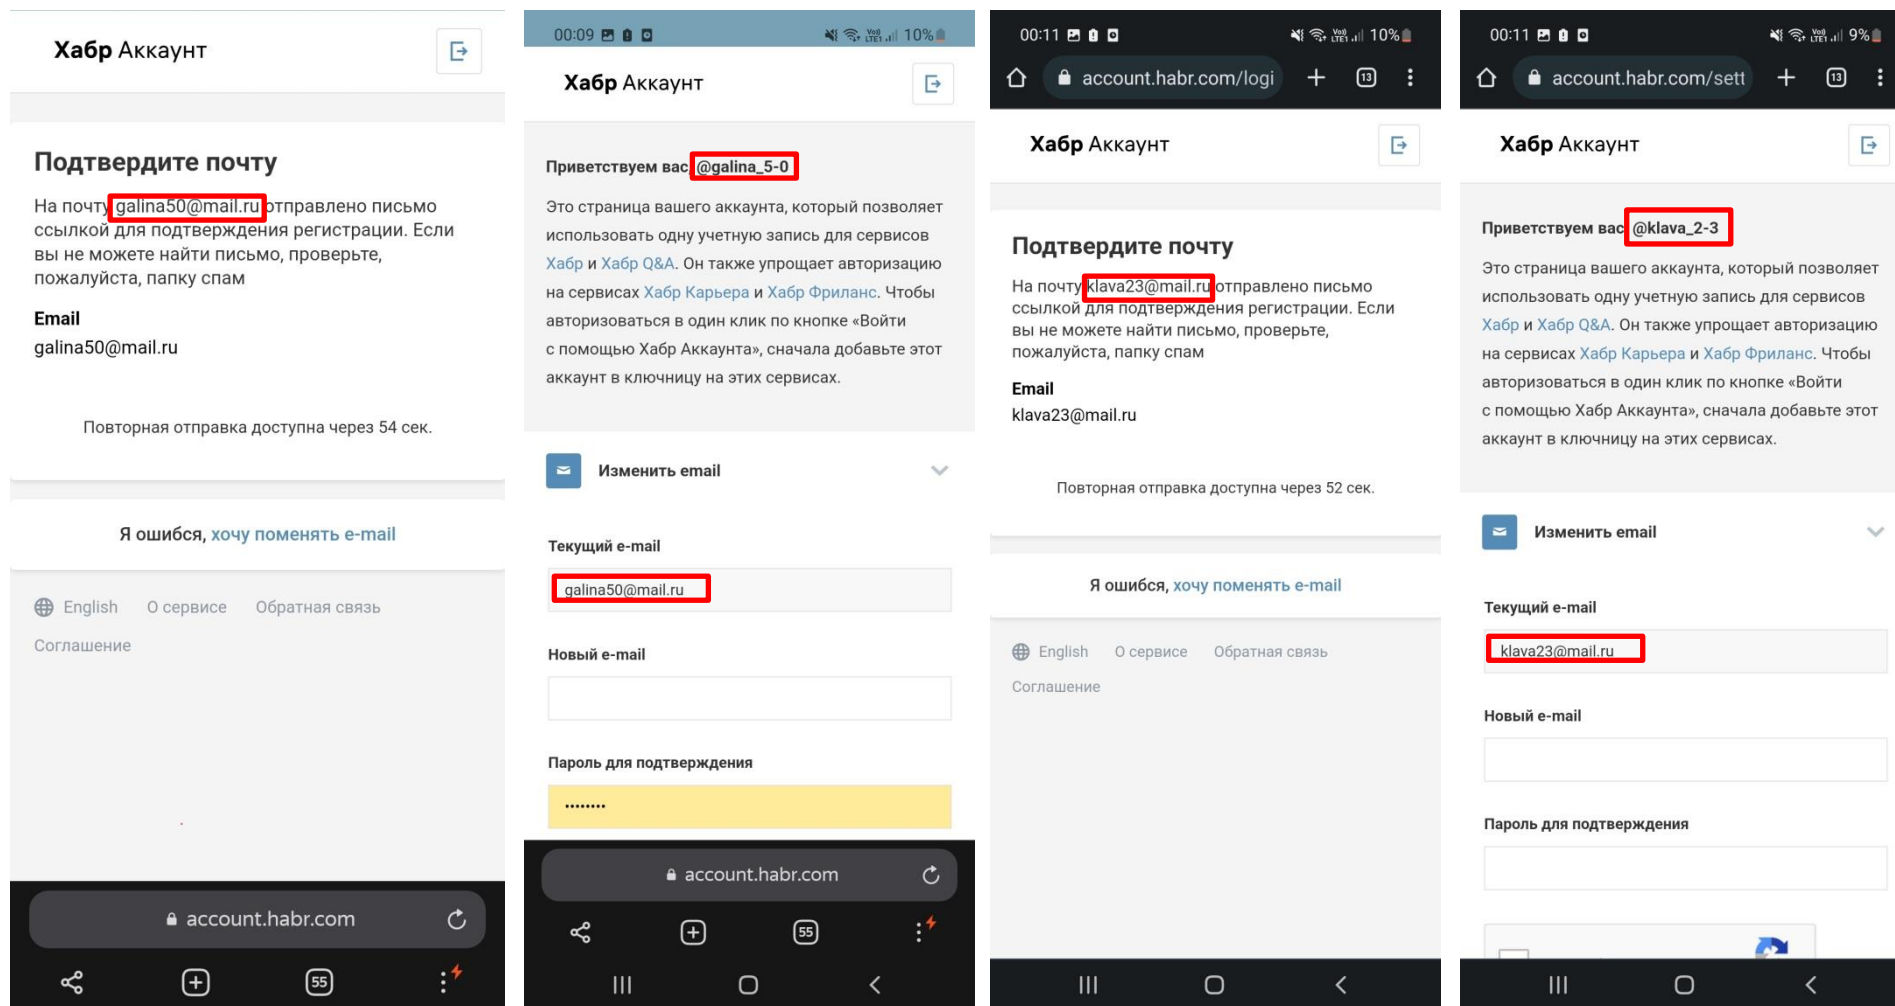 Хабр Аккаунт
Подтвердите почту
На почту galina50@mail.ru отправлено письмо
ссылкой для подтверждения регистрации. Если
вы не можете найти письмо, проверьте,
пожалуйста, папку спам
Email
galina50@mail.ru
Повторная отправка доступна через 54 сек.
Я ошибся, хочу поменять e-mail
English О сервисе Обратная связь
Соглашение
account.habr.com
55
00:09 10%
Хабр Аккаунт
Приветствуем вас, @galina_5-0
Это страница вашего аккаунта, который позволяет
использовать одну учетную запись для сервисов
Хабр и Хабр Q&A. Он также упрощает авторизацию
на сервисах Хабр Карьера и Хабр Фриланс. Чтобы
авторизоваться в один клик по кнопке «Войти
с помощью Хабр Аккаунта», сначала добавьте этот
аккаунт в ключницу на этих сервисах.
Изменить email
Текущий e-mail
galina50@mail.ru
Новый e-mail
Пароль для подтверждения
••••••••
account.habr.com
55
00:11 10%
account.habr.com/logi 13
Хабр Аккаунт
Подтвердите почту
На почту klava23@mail.ru отправлено письмо
ссылкой для подтверждения регистрации. Если
вы не можете найти письмо, проверьте,
пожалуйста, папку спам
Email
klava23@mail.ru
Повторная отправка доступна через 52 сек.
Я ошибся, хочу поменять e-mail
English О сервисе Обратная связь
Соглашение
00:11 9%
account.habr.com/sett 13
Хабр Аккаунт
Приветствуем вас, @klava_2-3
Это страница вашего аккаунта, который позволяет
использовать одну учетную запись для сервисов
Хабр и Хабр Q&A. Он также упрощает авторизацию
на сервисах Хабр Карьера и Хабр Фриланс. Чтобы
авторизоваться в один клик по кнопке «Войти
с помощью Хабр Аккаунта», сначала добавьте этот
аккаунт в ключницу на этих сервисах.
Изменить email
Текущий e-mail
klava23@mail.ru
Новый e-mail
Пароль для подтверждения